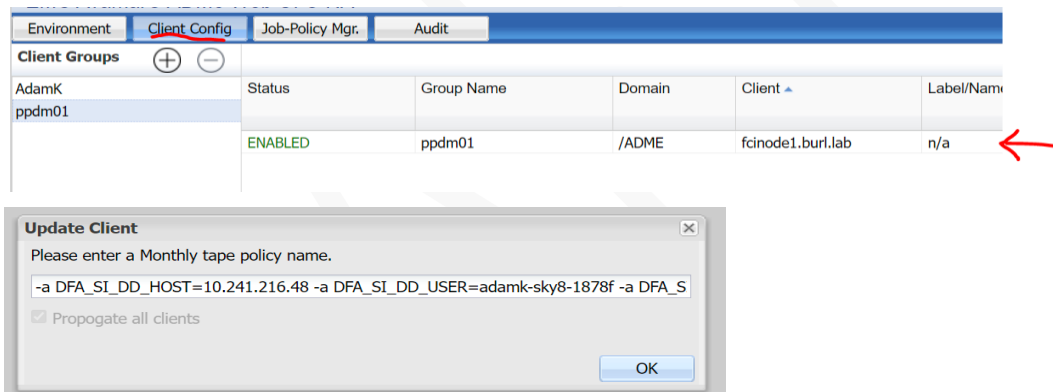 Environment Client Config Job-Policy Mgr. Audit
Client Groups
Status Group Name Domain Client Label/Name
AdamK
ppdm01
ENABLED ppdm01 /ADME fcinode1.burl.lab n/a
Update Client
Please enter a Monthly tape policy name.
-a DFA_SI_DD_HOST=10.241.216.48 -a DFA_SI_DD_USER=adamk-sky8-1878f -a DFA_S
Propogate all clients
OK